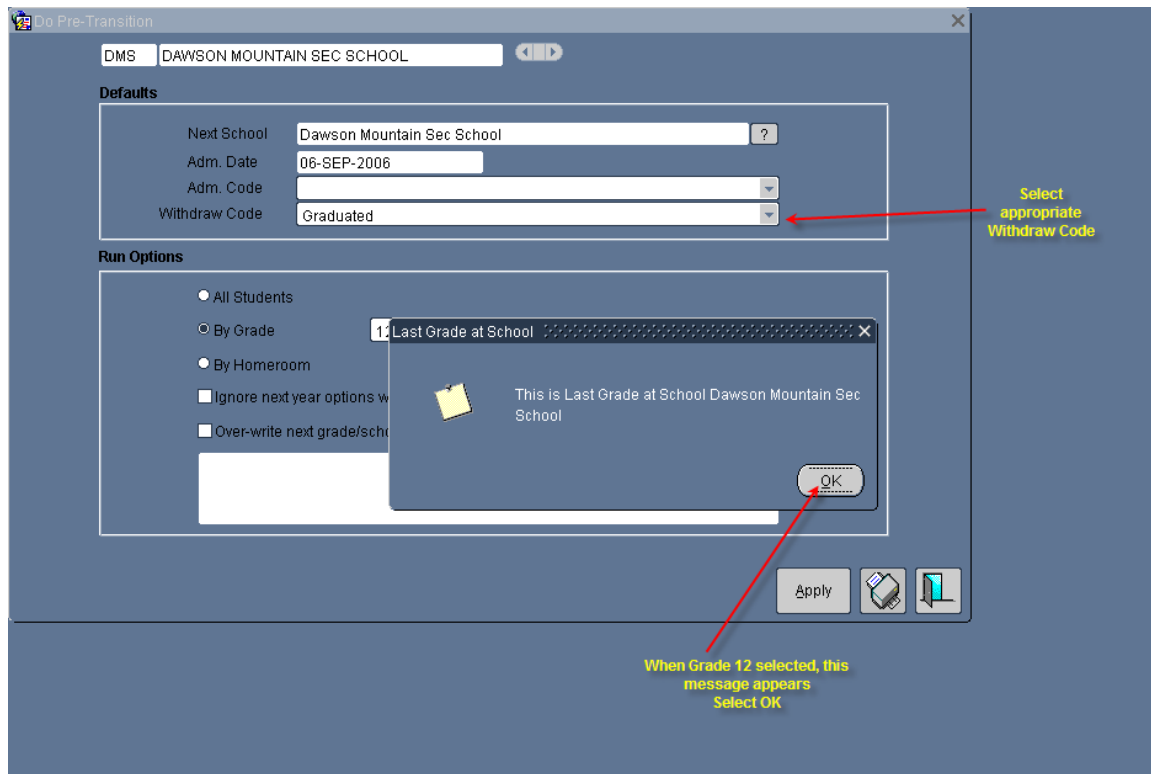 Do Pre-Transition
DMS DAWSON MOUNTAIN SEC SCHOOL
Defaults
Next School Dawson Mountain Sec School ?
Adm. Date 06-SEP-2006
Adm. Code
Withdraw Code Graduated
Select
appropriate
Withdraw Code
Run Options
All Students
By Grade
By Homeroom
Ignore next year options
Over-write next
Last Grade at School
This is Last Grade at School Dawson Mountain Sec
School
OK
Apply
When Grade 12 selected, this
message appears
Select OK